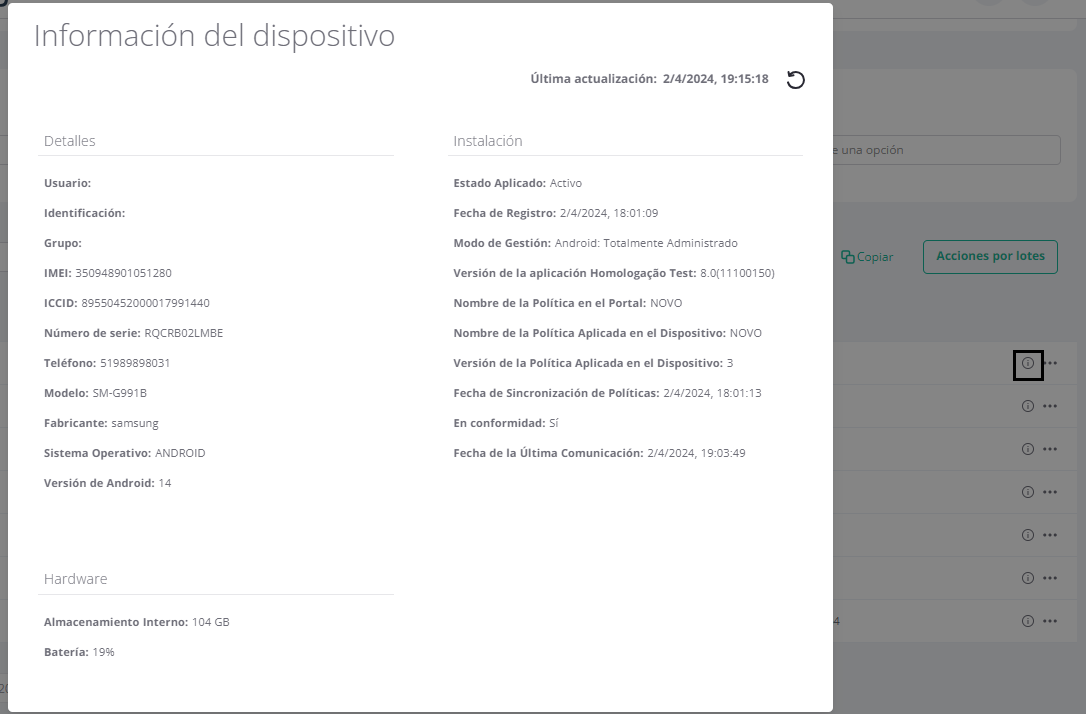 Información del dispositivo
Última actualización: 2/4/2024, 19:15:18
Detalles
Usuario:
Identificación:
Grupo:
IMEI: 350948901051280
ICCID: 89550452000017991440
Número de serie: RQCRB02LMBE
Teléfono: 51989898031
Modelo: SM-G991B
Fabricante: samsung
Sistema Operativo: ANDROID
Versión de Android: 14
Instalación
Estado Aplicado: Activo
Fecha de Registro: 2/4/2024, 18:01:09
Modo de Gestión: Android: Totalmente Administrado
Versión de la aplicación Homologação Test: 8.0(11100150)
Nombre de la Política en el Portal: NOVO
Nombre de la Política Aplicada en el Dispositivo: NOVO
Versión de la Política Aplicada en el Dispositivo: 3
Fecha de Sincronización de Políticas: 2/4/2024, 18:01:13
En conformidad: Sí
Fecha de la Última Comunicación: 2/4/2024, 19:03:49
Hardware
Almacenamiento Interno: 104 GB
Batería: 19%
e una opción
Copiar
Acciones por lotes
4
20